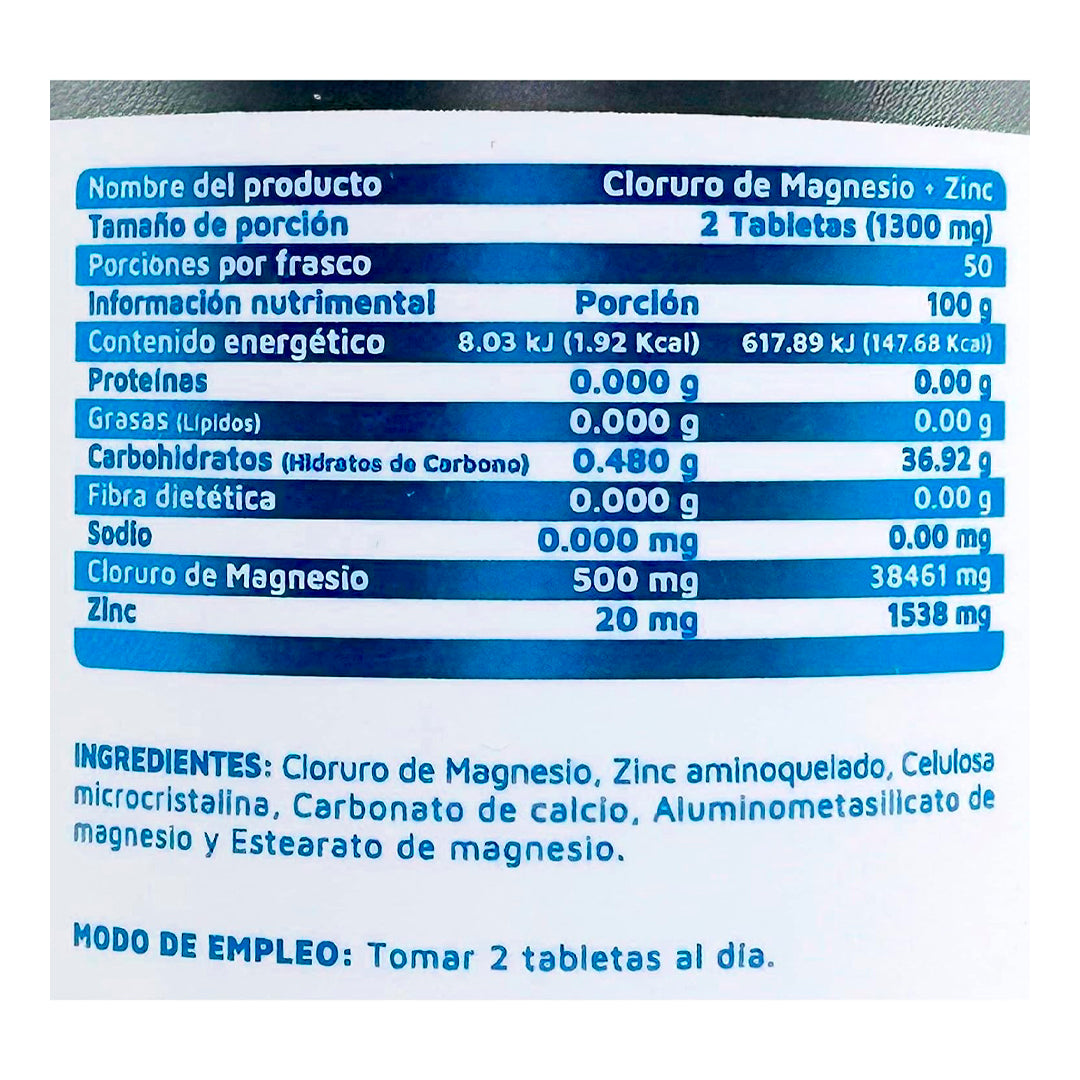 Nombre del producto Cloruro de Magnesio + Zinc
Tamaño de porción 2 Tabletas (1300 mg)
Porciones por frasco 50
Información nutrimental Porción 100 g
Contenido energético 8.03 kJ (1.92 Kcal) 617.89 kJ (147.68 Kcal)
Proteínas 0.000 g 0.00 g
Grasas (Lípidos) 0.000 g 0.00 g
Carbohidratos (Hidratos de Carbono) 0.480 g 36.92 g
Fibra dietética 0.000 g 0.00 g
Sodio 0.000 mg 0.00 mg
Cloruro de Magnesio 500 mg 38461 mg
Zinc 20 mg 1538 mg
INGREDIENTES: Cloruro de Magnesio, Zinc aminoquelado, Celulosa
microcristalina, Carbonato de calcio, Aluminometasilicato de
magnesio y Estearato de magnesio.
MODO DE EMPLEO: Tomar 2 tabletas al día.